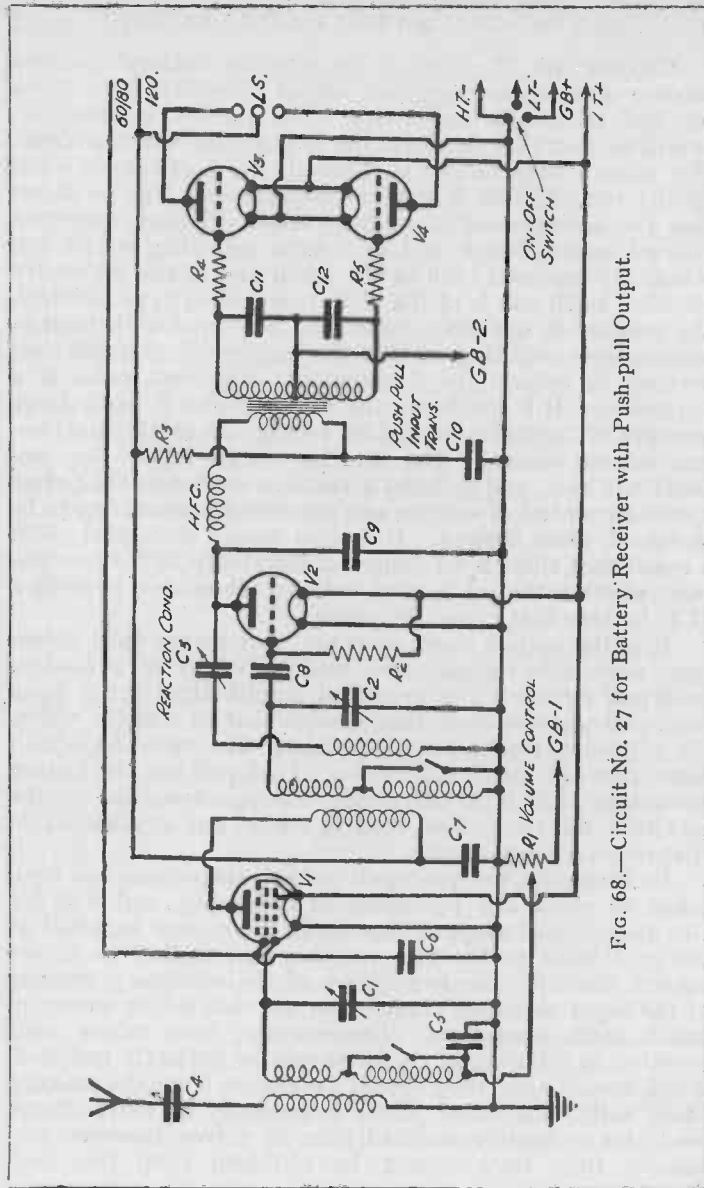 60/80
120.
LS.
HT-
LT-
GB+
LT+
ON-OFF
SWITCH
V3
V4
R4
R5
C11
C12
GB-2.
PUSH PULL
INPUT
TRANS.
R3
C10
HFC.
C9
V2
REACTION COND.
C3
C8
R2
C2
V1
C7
R1 VOLUME CONTROL
GB-1
C6
C1
C5
C4
FIG. 68.—Circuit No. 27 for Battery Receiver with Push-pull Output.